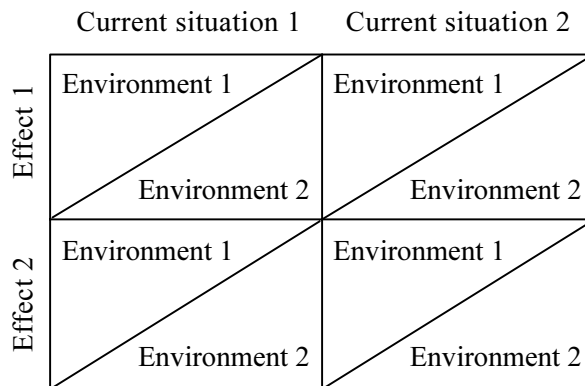 Current situation 1 Current situation 2
Effect 1
Environment 1 Environment 1
Environment 2 Environment 2
Effect 2
Environment 1 Environment 1
Environment 2 Environment 2